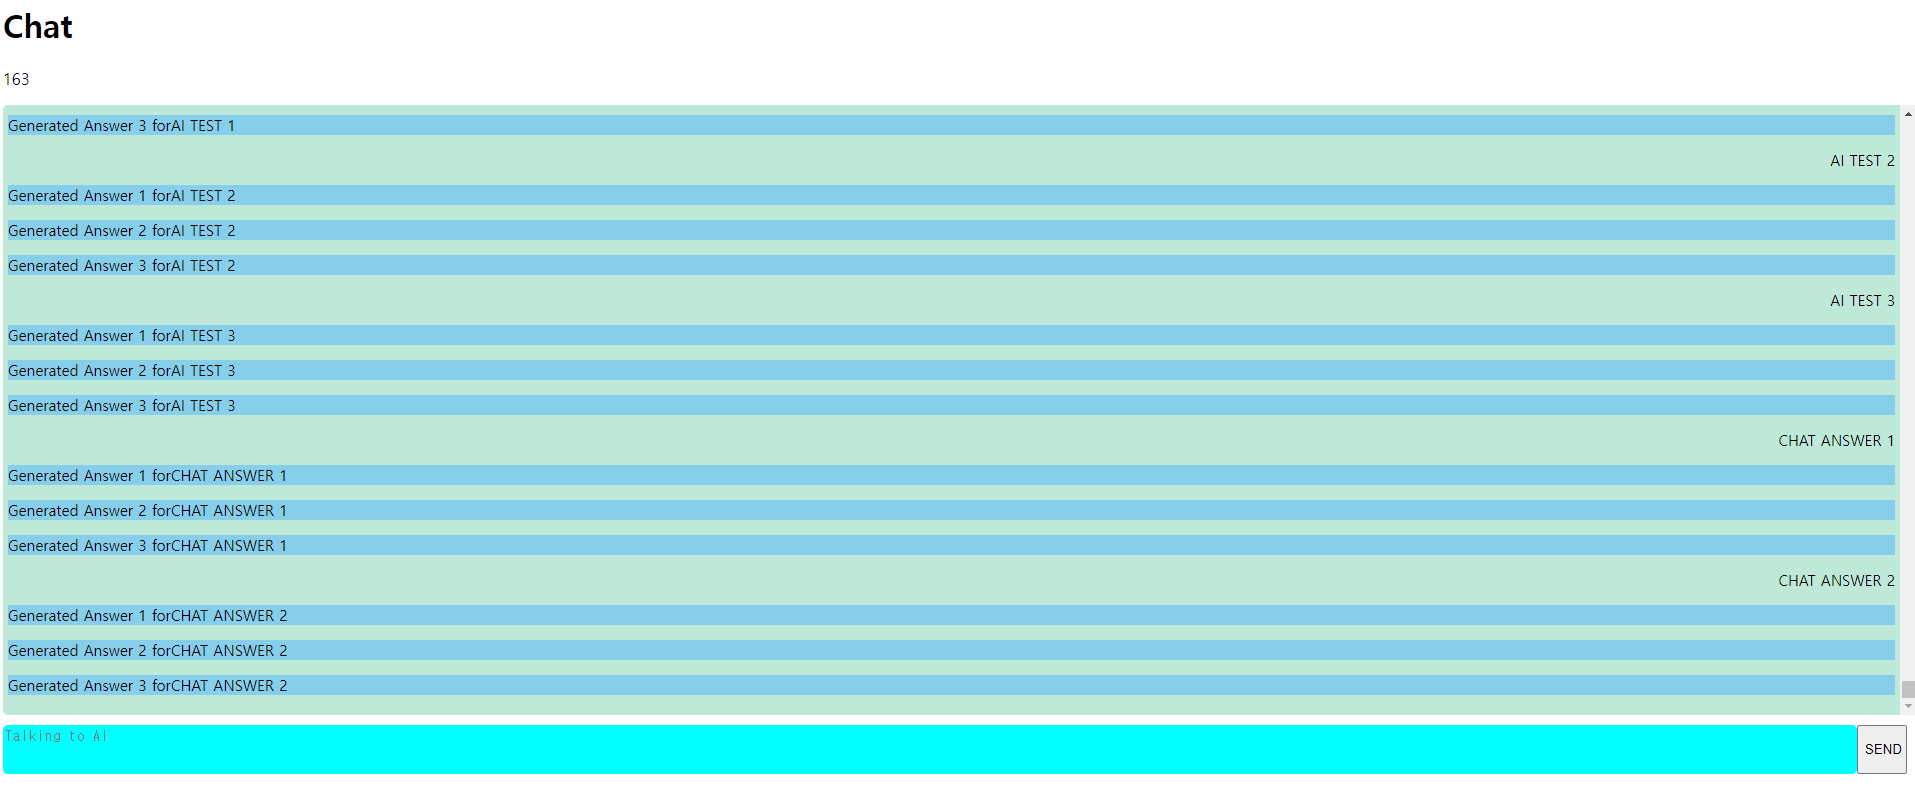 Chat
163
Generated Answer 3 forAI TEST 1
AI TEST 2
Generated Answer 1 forAI TEST 2
Generated Answer 2 forAI TEST 2
Generated Answer 3 forAI TEST 2
AI TEST 3
Generated Answer 1 forAI TEST 3
Generated Answer 2 forAI TEST 3
Generated Answer 3 forAI TEST 3
CHAT ANSWER 1
Generated Answer 1 forCHAT ANSWER 1
Generated Answer 2 forCHAT ANSWER 1
Generated Answer 3 forCHAT ANSWER 1
CHAT ANSWER 2
Generated Answer 1 forCHAT ANSWER 2
Generated Answer 2 forCHAT ANSWER 2
Generated Answer 3 forCHAT ANSWER 2
Talking to AI
SEND